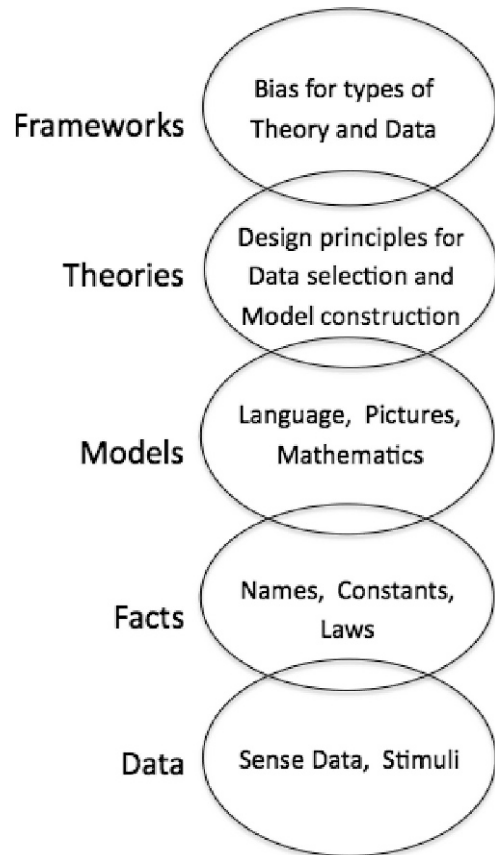 Frameworks
Bias for types of
Theory and Data
Theories
Design principles for
Data selection and
Model construction
Models
Language, Pictures,
Mathematics
Facts
Names, Constants,
Laws
Data
Sense Data, Stimuli